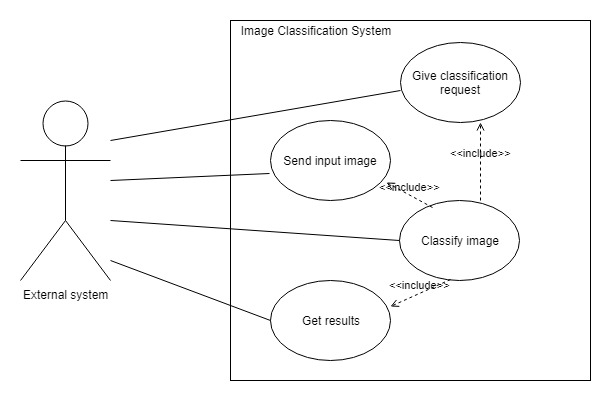 Image Classification System
Give classification
request
<<include>>
Send input image
<<include>>
Classify image
<<include>>
External system
Get results